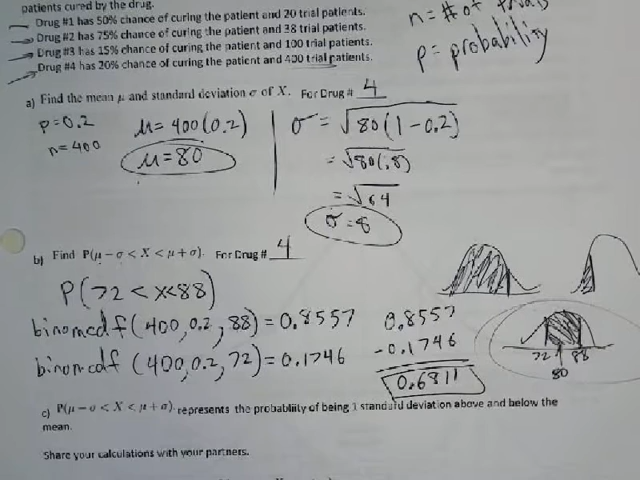 patients cured by the drug.
Drug #1 has 50% chance of curing the patient and 20 trial patients.
Drug #2 has 75% chance of curing the patient and 38 trial patients.
Drug #3 has 15% chance of curing the patient and 100 trial patients.
Drug #4 has 20% chance of curing the patient and 400 trial patients.
n = # of trials
p = probability
a) Find the mean μ and standard deviation σ of X. For Drug # 4
p=0.2
n=400
μ= 400(0.2)
μ=80
σ = √80(1-0.2)
= √80(.8)
= √64
σ=8
b) Find P(μ − σ < X < μ + σ). For Drug # 4
P(72 < x < 88)
binomcdf(400, 0.2, 88) = 0.8557
binomcdf (400, 0.2, 72) = 0.1746
0.8557
-0.1746
0.6811
72 88
80
c) P(μ − σ < X < μ + σ) represents the probabliity of being 1 standard deviation above and below the
mean.
Share your calculations with your partners.